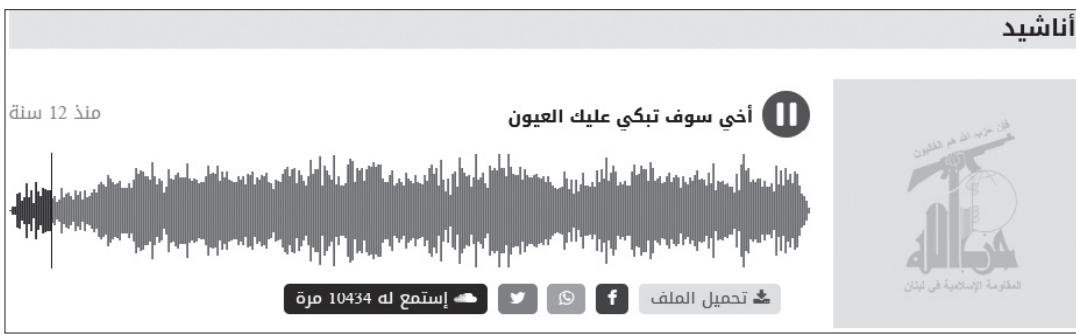 أناشيد
أخي سوف تبكي عليك العيون
منذ 12 سنة
تحميل الملف
إستمع له 10434 مرة
فإن حزب الله هم الغالبون
حزب الله
المقاومة الإسلامية في لبنان